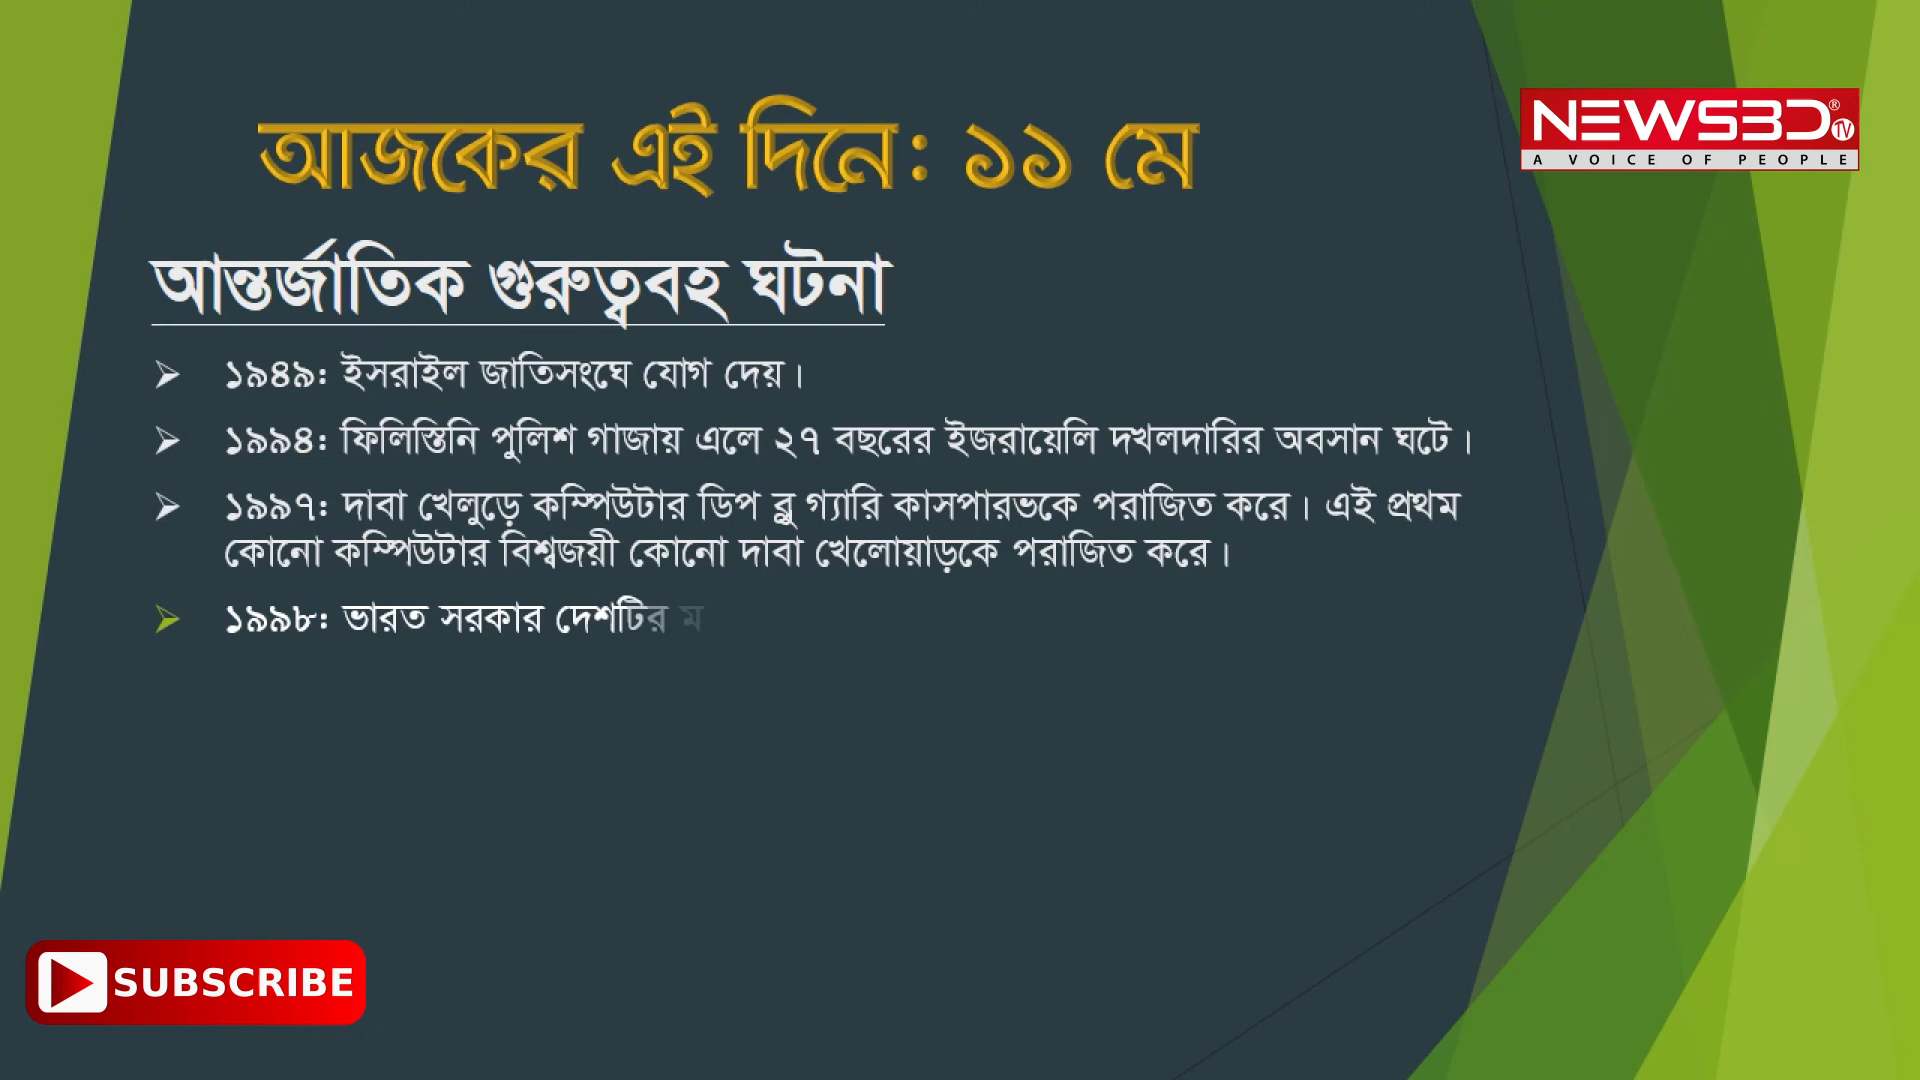 আজকের এই দিনে: ১১ মে
NEWSBD® TV
A VOICE OF PEOPLE
আন্তর্জাতিক গুরুত্ববহ ঘটনা
১৯৪৯: ইসরাইল জাতিসংঘে যোগ দেয়।
১৯৯৪: ফিলিস্তিনি পুলিশ গাজায় এলে ২৭ বছরের ইজরায়েলি দখলদারির অবসান ঘটে।
১৯৯৭: দাবা খেলুড়ে কম্পিউটার ডিপ ব্লু গ্যারি কাসপারভকে পরাজিত করে। এই প্রথম
কোনো কম্পিউটার বিশ্বজয়ী কোনো দাবা খেলোয়াড়কে পরাজিত করে।
১৯৯৮: ভারত সরকার দেশটির ম
SUBSCRIBE